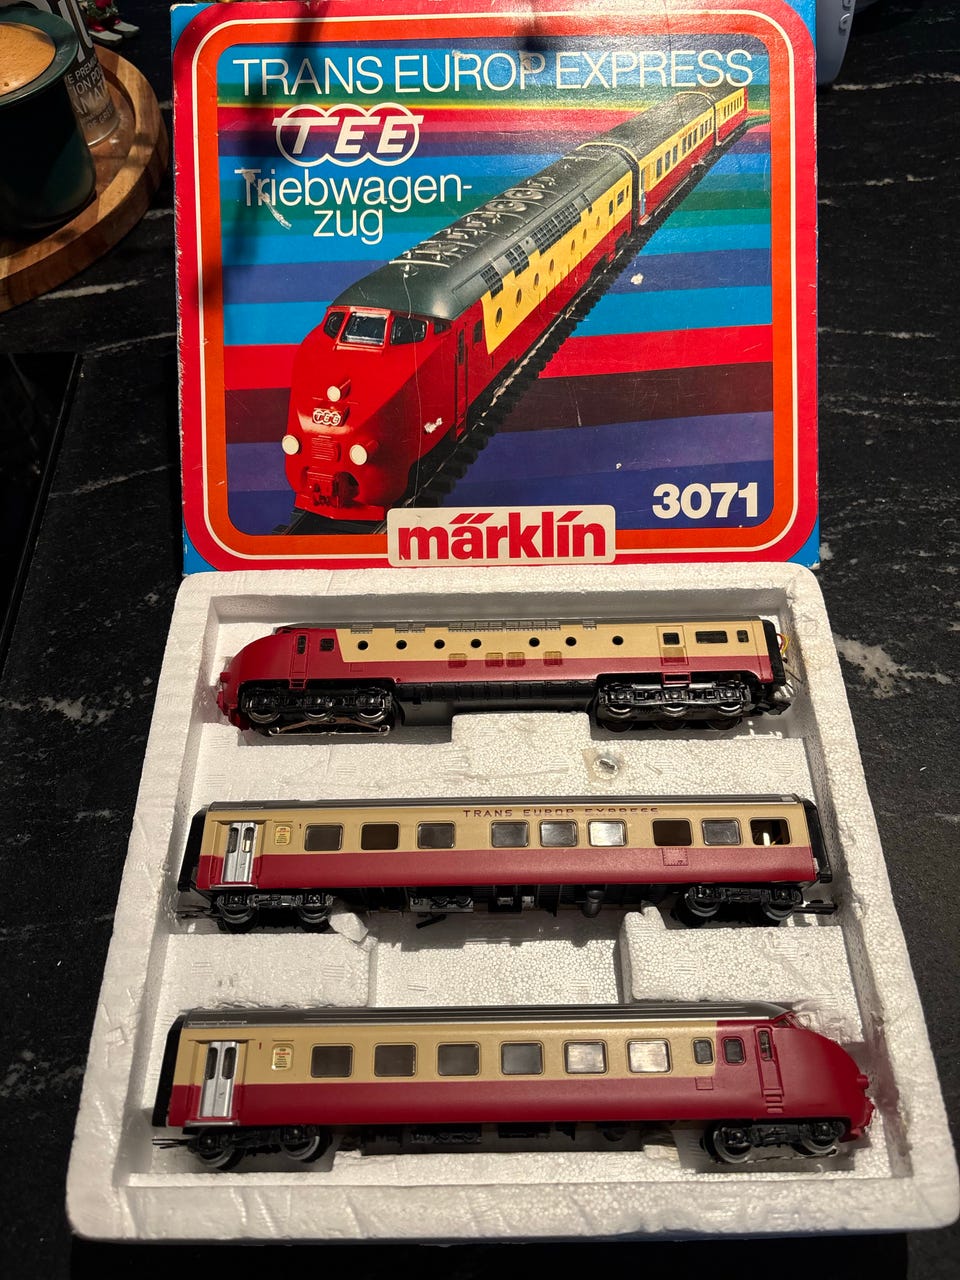 TRANS EUROP EXPRESS
TEE
Triebwagen-
zug
TEE
3071
märklin
TRANS EUROP EXPRESS